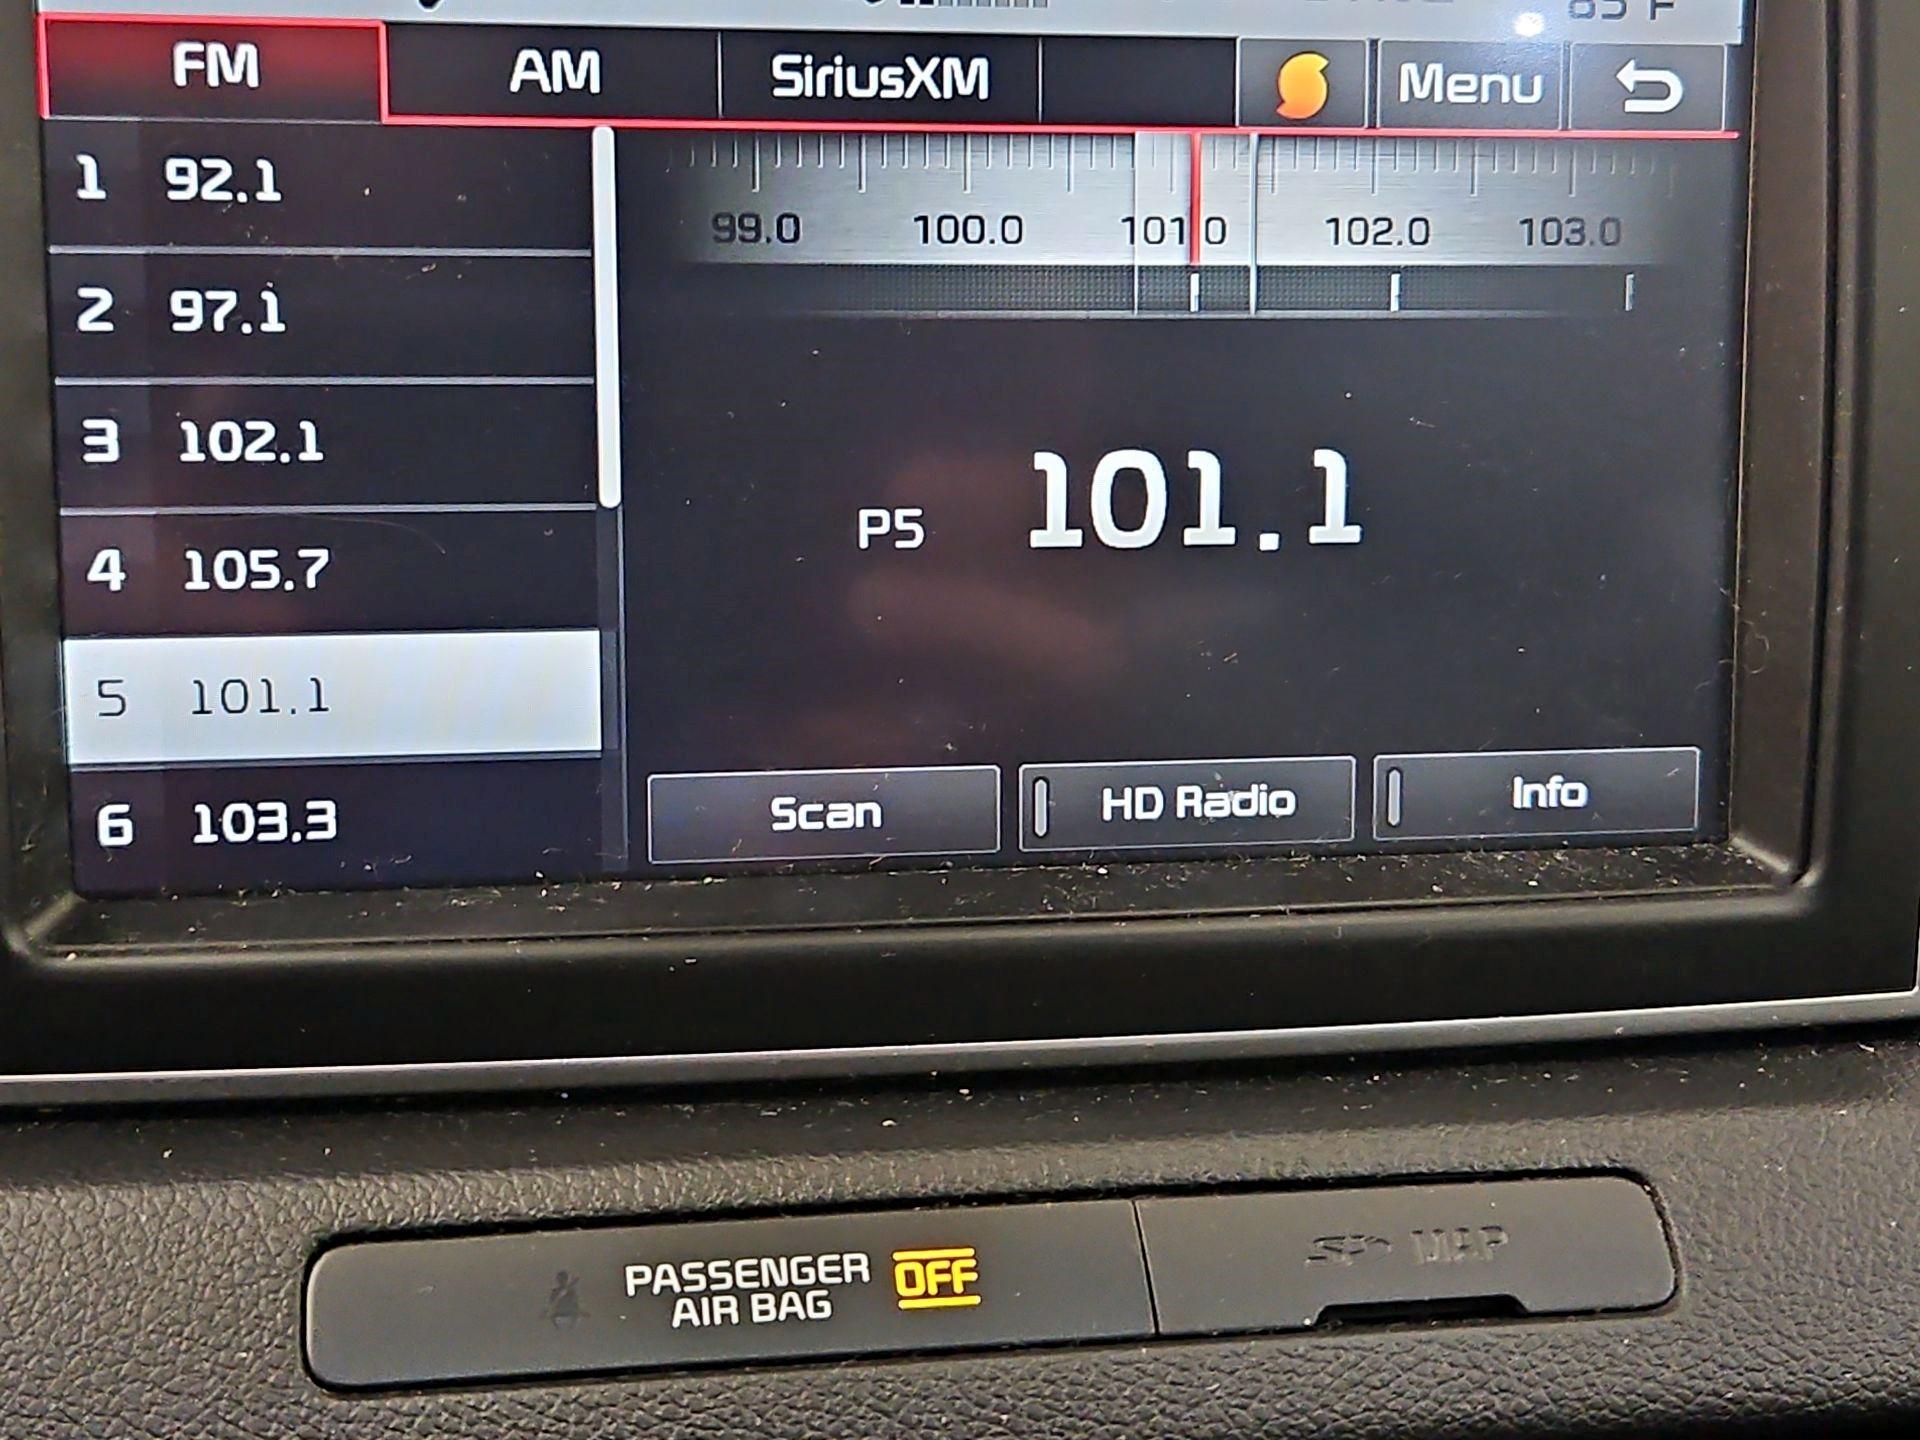 FM AM SiriusXM Menu
1 92.1
2 97.1
3 102.1
4 105.7
5 101.1
6 103.3
99.0 100.0 101.0 102.0 103.0
P5 101.1
Scan HD Radio Info
PASSENGER
AIR BAG
OFF
SD MAP